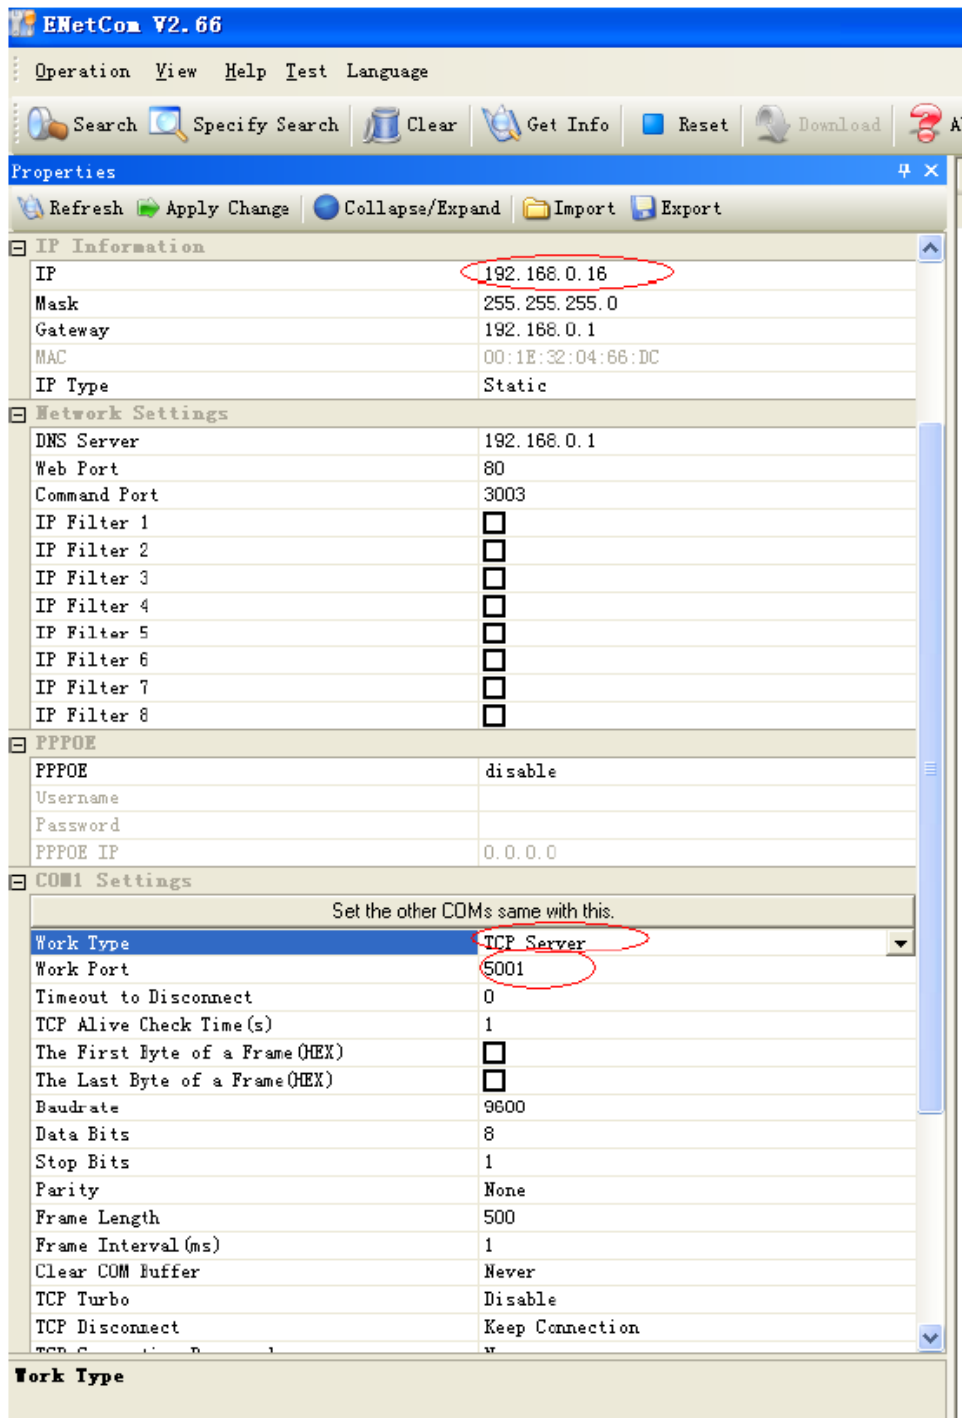 ENetCom V2.66
Operation View Help Test Language
Search Specify Search Clear Get Info Reset Download
Properties
Refresh Apply Change Collapse/Expand Import Export
IP Information
IP 192.168.0.16
Mask 255.255.255.0
Gateway 192.168.0.1
MAC 00:1E:32:04:66:DC
IP Type Static
Network Settings
DNS Server 192.168.0.1
Web Port 80
Command Port 3003
IP Filter 1
IP Filter 2
IP Filter 3
IP Filter 4
IP Filter 5
IP Filter 6
IP Filter 7
IP Filter 8
PPPOE
PPPOE disable
Username
Password
PPPOE IP 0.0.0.0
COM1 Settings
Set the other COMs same with this.
Work Type TCP Server
Work Port 5001
Timeout to Disconnect 0
TCP Alive Check Time(s) 1
The First Byte of a Frame(HEX)
The Last Byte of a Frame(HEX)
Baudrate 9600
Data Bits 8
Stop Bits 1
Parity None
Frame Length 500
Frame Interval(ms) 1
Clear COM Buffer Never
TCP Turbo Disable
TCP Disconnect Keep Connection
Work Type